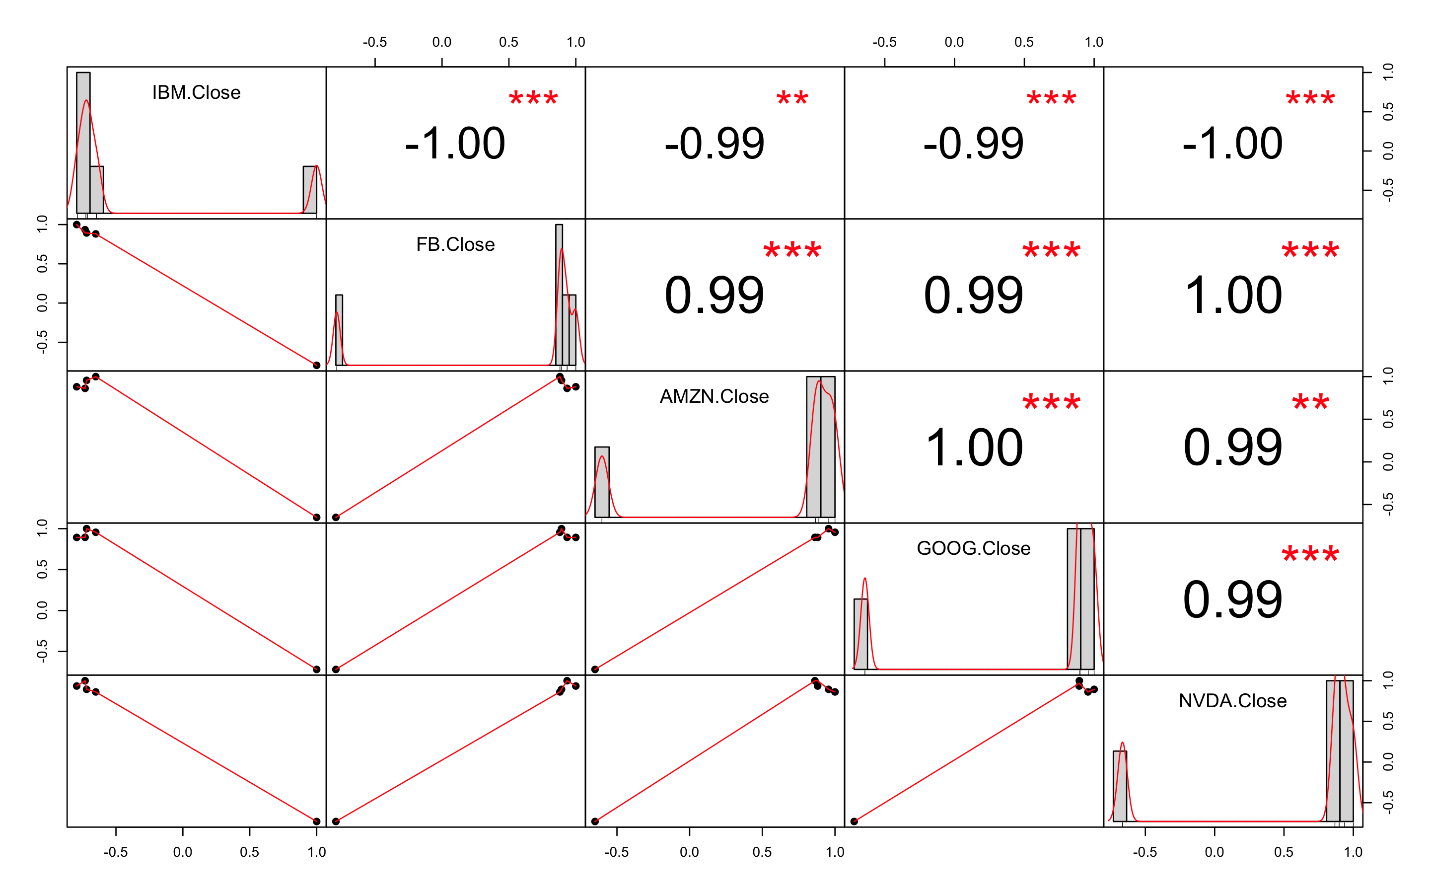 -0.5 0.0 0.5 1.0 -0.5 0.0 0.5 1.0
IBM.Close *** -1.00 ** -0.99 *** -0.99 *** -1.00 -0.5 0.0 0.5 1.0
-0.5 0.0 0.5 1.0 FB.Close *** 0.99 *** 0.99 *** 1.00
AMZN.Close *** 1.00 ** 0.99 -0.5 0.0 0.5 1.0
-0.5 0.0 0.5 1.0 GOOG.Close *** 0.99
NVDA.Close -0.5 0.0 0.5 1.0
-0.5 0.0 0.5 1.0 -0.5 0.0 0.5 1.0 -0.5 0.0 0.5 1.0